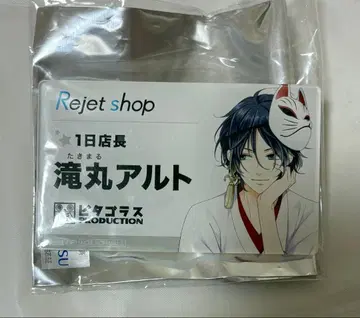 Rejet shop
1日店長
たきまる
滝丸アルト
ピタゴラス
PRODUCTION
SU